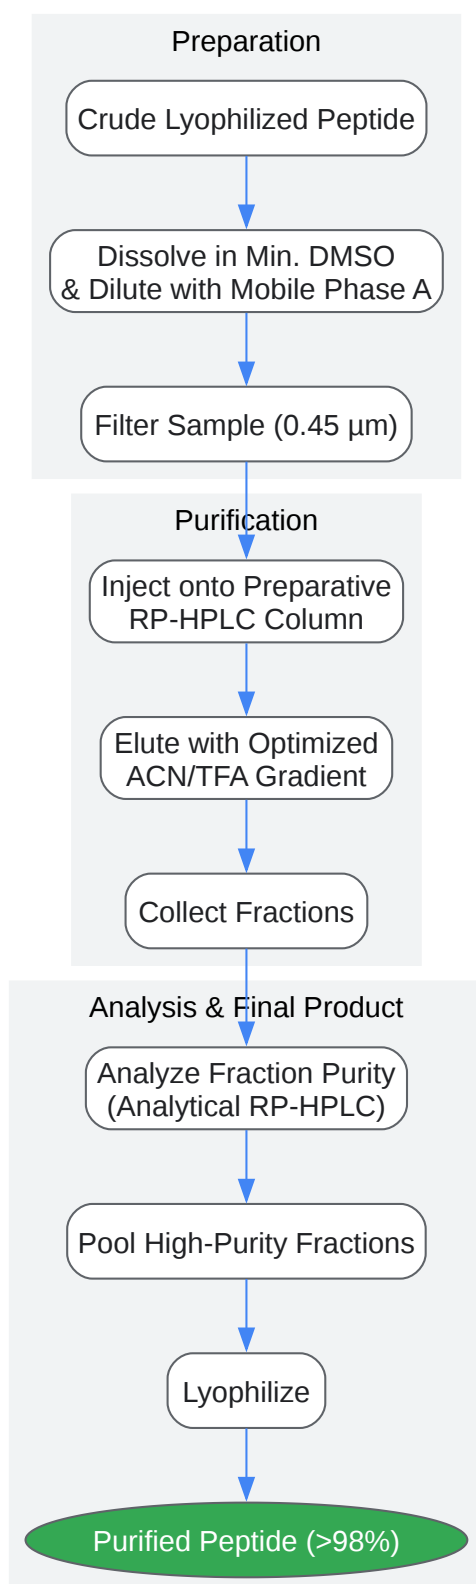 Preparation
Crude Lyophilized Peptide
Dissolve in Min. DMSO
& Dilute with Mobile Phase A
Filter Sample (0.45 µm)
Purification
Inject onto Preparative
RP-HPLC Column
Elute with Optimized
ACN/TFA Gradient
Collect Fractions
Analysis & Final Product
Analyze Fraction Purity
(Analytical RP-HPLC)
Pool High-Purity Fractions
Lyophilize
Purified Peptide (>98%)